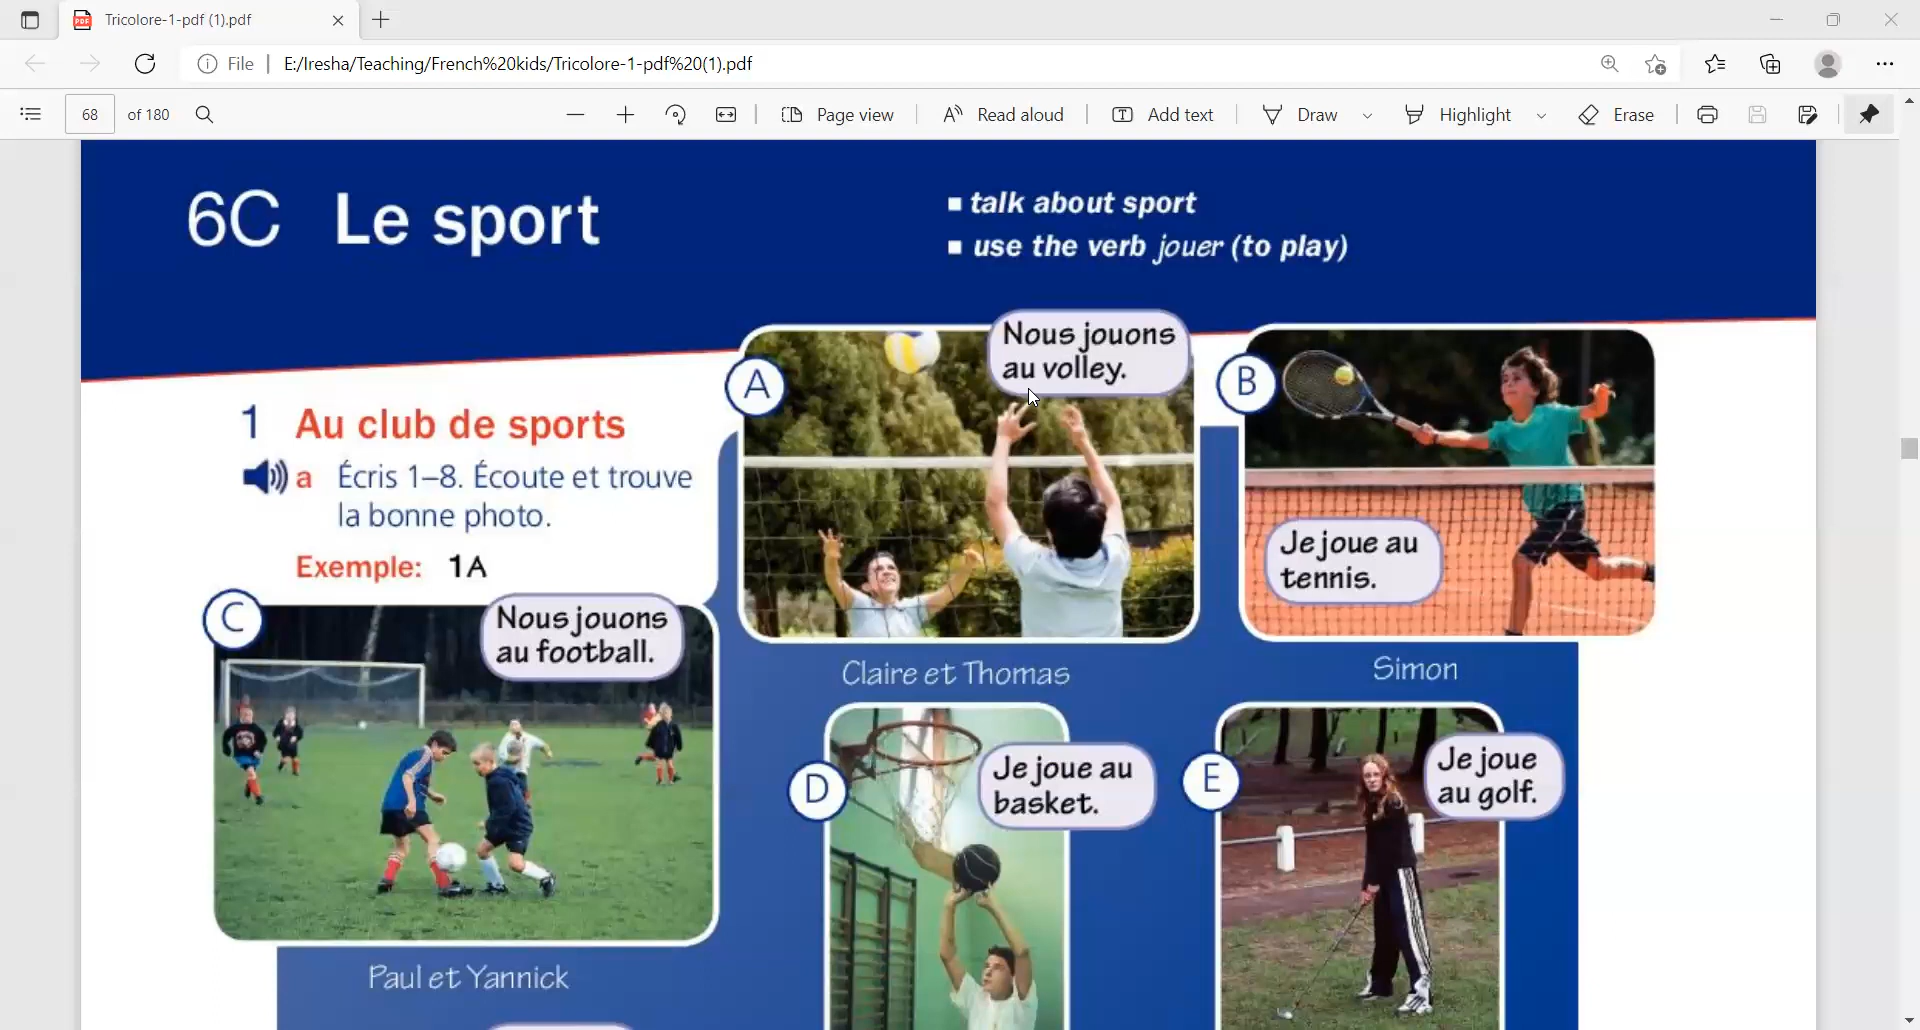 Tricolore-1-pdf (1).pdf
File
E:/Iresha/Teaching/French%20kids/Tricolore-1-pdf%20(1).pdf
68 of 180
Page view
Read aloud
Add text
Draw
Highlight
Erase
6C Le sport
talk about sport
use the verb jouer (to play)
1 Au club de sports
a Écris 1–8. Écoute et trouve
la bonne photo.
Exemple: 1A
A
Nous jouons
au volley.
Claire et Thomas
B
Je joue au
tennis.
Simon
C
Nous jouons
au football.
Paul et Yannick
D
Je joue au
basket.
E
Je joue
au golf.